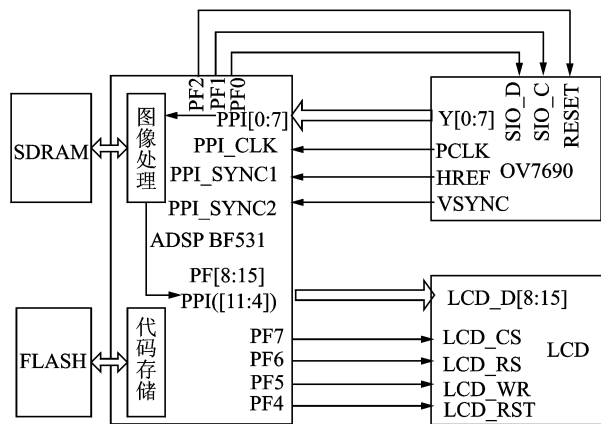 PF2
PF1
PF0
SIO_D
SIO_C
RESET
SDRAM
图像处理
PPI[0:7]
PPI_CLK
PPI_SYNC1
PPI_SYNC2
ADSP BF531
PF[8:15]
PPI([11:4])
Y[0:7]
PCLK
HREF
VSYNC
OV7690
FLASH
代码存储
PF7
PF6
PF5
PF4
LCD_D[8:15]
LCD_CS
LCD_RS
LCD_WR
LCD_RST
LCD